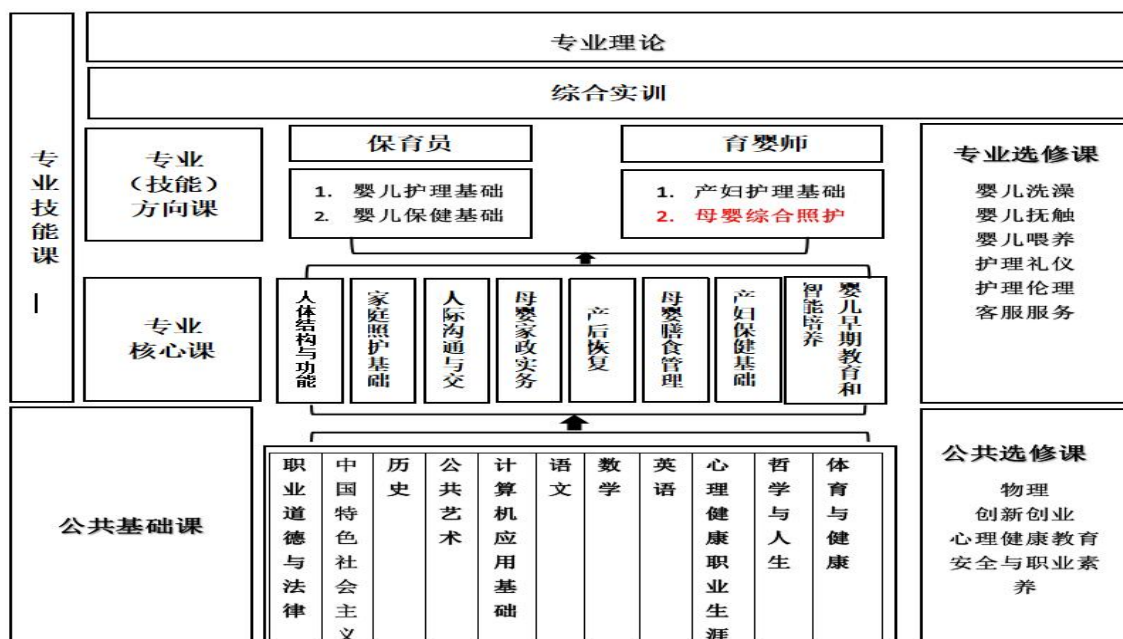 专业理论
综合实训
专业技能课
专业
（技能）
方向课
保育员
1. 婴儿护理基础
2. 婴儿保健基础
育婴师
1. 产妇护理基础
2. 母婴综合照护
专业选修课
婴儿洗澡
婴儿抚触
婴儿喂养
护理礼仪
护理伦理
客服服务
专业
核心课
人体结构与功能
家庭照护基础
人际沟通与交
母婴家政实务
产后恢复
母婴膳食管理
产妇保健基础
婴儿早期教育和
智能培养
公共基础课
职业道德与法律
中国特色社会主义
历史
公共艺术
计算机应用基础
语文
数学
英语
心理健康职业生涯
哲学与人生
体育与健康
公共选修课
物理
创新创业
心理健康教育
安全与职业素
养